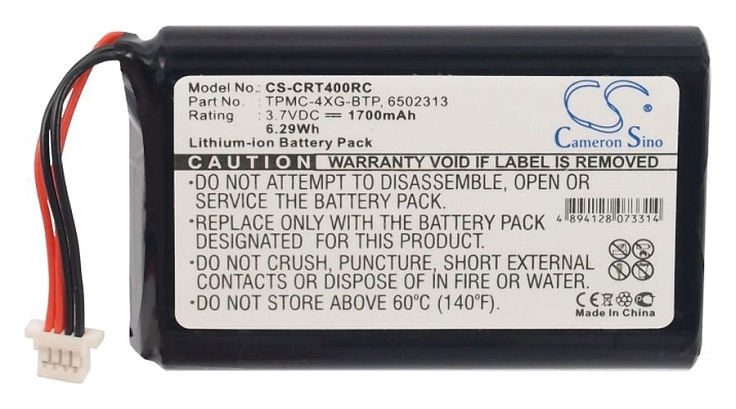 Model No.: CS-CRT400RC
Part No. : TPMC-4XG-BTP, 6502313
Rating : 3.7VDC ⎓ 1700mAh
6.29Wh
Lithium-ion Battery Pack
CS
Cameron Sino
CAUTION WARRANTY VOID IF LABEL IS REMOVED
•DO NOT ATTEMPT TO DISASSEMBLE, OPEN OR
SERVICE THE BATTERY PACK.
•REPLACE ONLY WITH THE BATTERY PACK
DESIGNATED FOR THIS PRODUCT.
•DO NOT CRUSH, PUNCTURE, SHORT EXTERNAL
CONTACTS OR DISPOSE OF IN FIRE OR WATER.
•DO NOT STORE ABOVE 60°C (140°F).
4 894128 073314
CE
Made In China